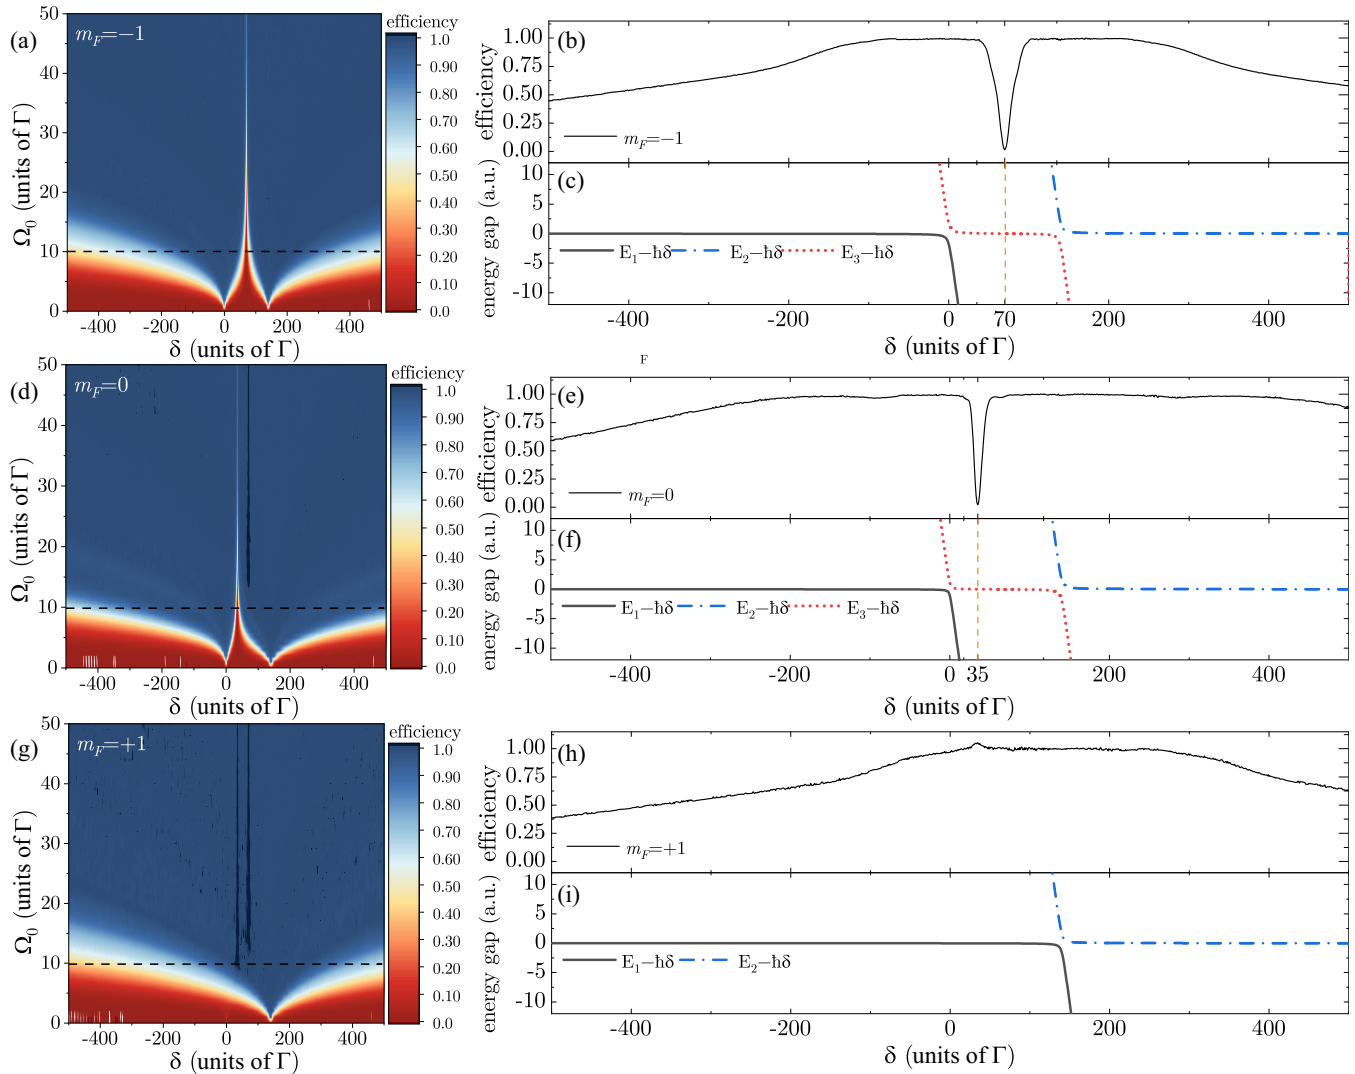 (a)
m_F=−1
efficiency
1.0
0.90
0.80
0.70
0.60
0.50
0.40
0.30
0.20
0.10
0.0
50
40
30
20
10
0
Ω₀ (units of Γ)
-400 -200 0 200 400
δ (units of Γ)
(b)
1.00
0.75
0.50
0.25
0.00
efficiency
m_F=−1
(c)
10
5
0
-5
-10
energy gap (a.u.)
E₁−ħδ E₂−ħδ E₃−ħδ
-400 -200 0 70 200 400
δ (units of Γ)
F
(d)
m_F=0
efficiency
1.0
0.90
0.80
0.70
0.60
0.50
0.40
0.30
0.20
0.10
0.0
50
40
30
20
10
0
Ω₀ (units of Γ)
-400 -200 0 200 400
δ (units of Γ)
(e)
1.00
0.75
0.50
0.25
0.00
efficiency
m_F=0
(f)
10
5
0
-5
-10
energy gap (a.u.)
E₁−ħδ E₂−ħδ E₃−ħδ
-400 -200 0 35 200 400
δ (units of Γ)
(g)
m_F=+1
efficiency
1.0
0.90
0.80
0.70
0.60
0.50
0.40
0.30
0.20
0.10
0.0
50
40
30
20
10
0
Ω₀ (units of Γ)
-400 -200 0 200 400
δ (units of Γ)
(h)
1.00
0.75
0.50
0.25
0.00
efficiency
m_F=+1
(i)
10
5
0
-5
-10
energy gap (a.u.)
E₁−ħδ E₂−ħδ
-400 -200 0 200 400
δ (units of Γ)